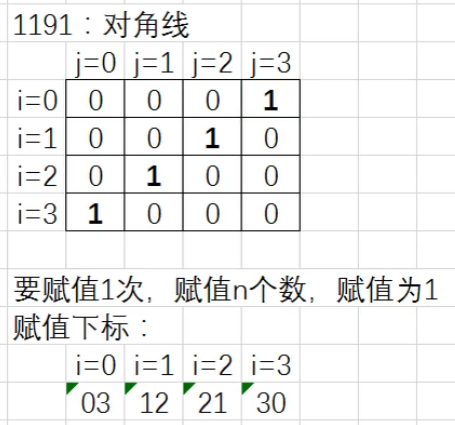 1191：对角线
j=0 j=1 j=2 j=3
i=0 0 0 0 1
i=1 0 0 1 0
i=2 0 1 0 0
i=3 1 0 0 0
要赋值1次，赋值n个数，赋值为1
赋值下标：
i=0 i=1 i=2 i=3
03 12 21 30